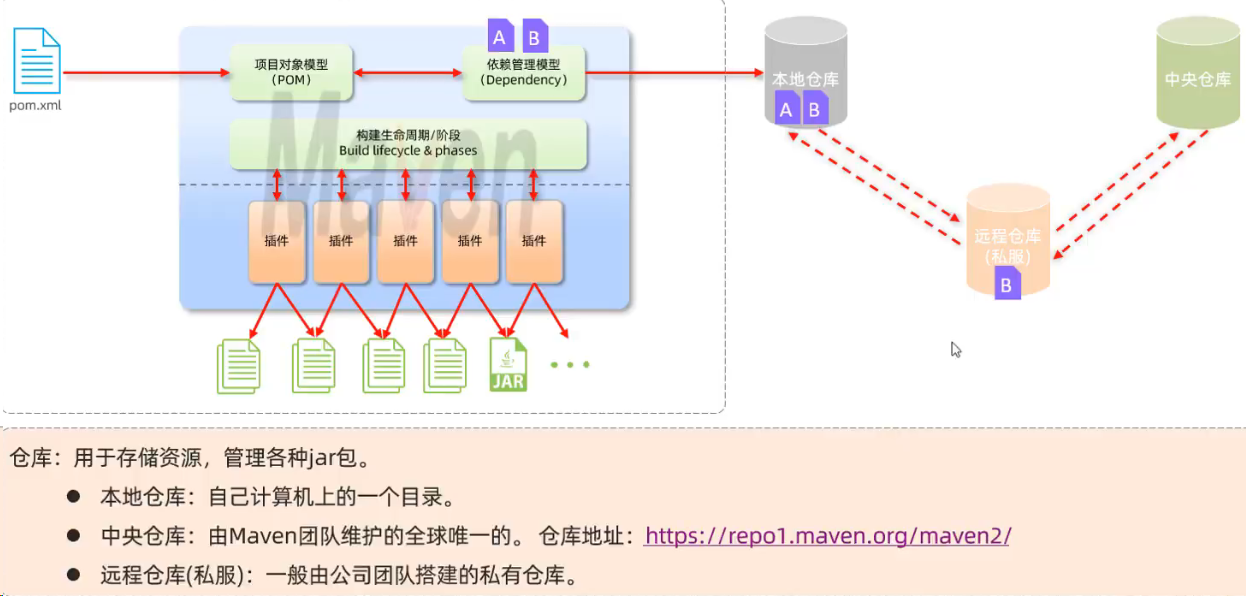 A B
项目对象模型
(POM)
依赖管理模型
(Dependency)
pom.xml
本地仓库
A B
中央仓库
构建生命周期/阶段
Build lifecycle & phases
Maven
插件 插件 插件 插件 插件
远程仓库
(私服)
B
JAR
仓库：用于存储资源，管理各种jar包。
● 本地仓库：自己计算机上的一个目录。
● 中央仓库：由Maven团队维护的全球唯一的。 仓库地址：https://repo1.maven.org/maven2/
● 远程仓库(私服)：一般由公司团队搭建的私有仓库。